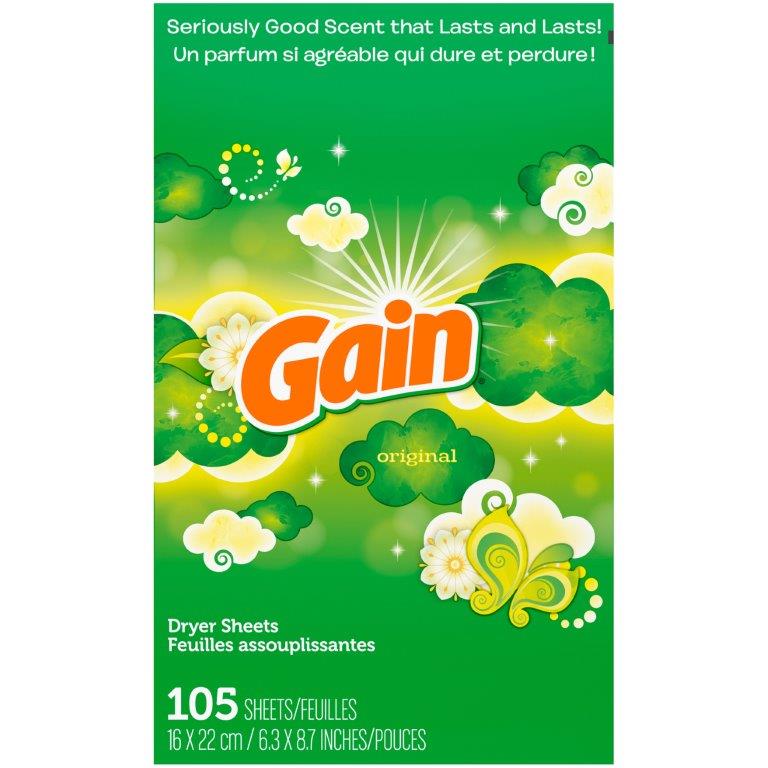 Seriously Good Scent that Lasts and Lasts!
Un parfum si agréable qui dure et perdure!
Gain®
original
Dryer Sheets
Feuilles assouplissantes
105 SHEETS/FEUILLES
16 X 22 cm / 6.3 X 8.7 INCHES/POUCES